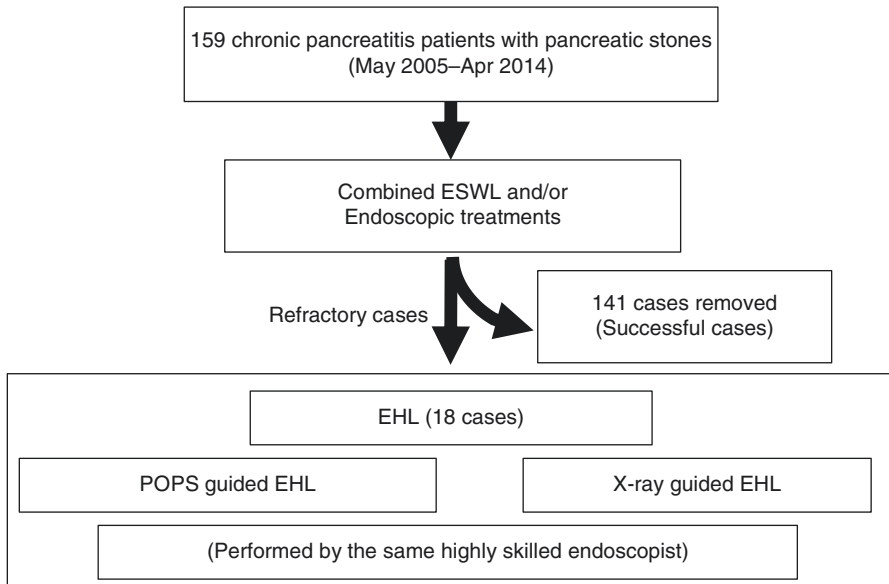 159 chronic pancreatitis patients with pancreatic stones
(May 2005–Apr 2014)
Combined ESWL and/or
Endoscopic treatments
Refractory cases
141 cases removed
(Successful cases)
EHL (18 cases)
POPS guided EHL
X-ray guided EHL
(Performed by the same highly skilled endoscopist)